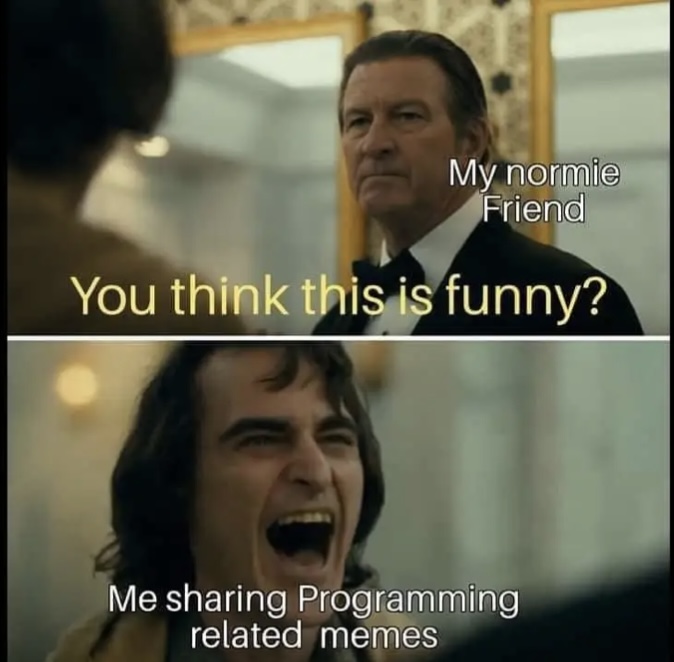 My normie
Friend
You think this is funny?
Me sharing Programming
related memes